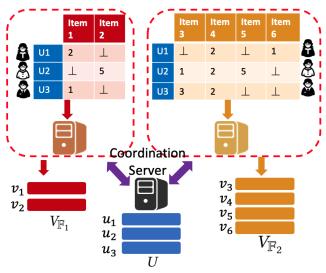 Item 1 Item 2
U1 2 ⊥
U2 ⊥ 5
U3 1 ⊥
Item 3 Item 4 Item 5 Item 6
U1 ⊥ 2 ⊥ 1
U2 1 2 5 ⊥
U3 3 2 ⊥ ⊥
Coordination
Server
v₁
v₂
V_𝔽₁
u₁
u₂
u₃
U
v₃
v₄
v₅
v₆
V_𝔽₂